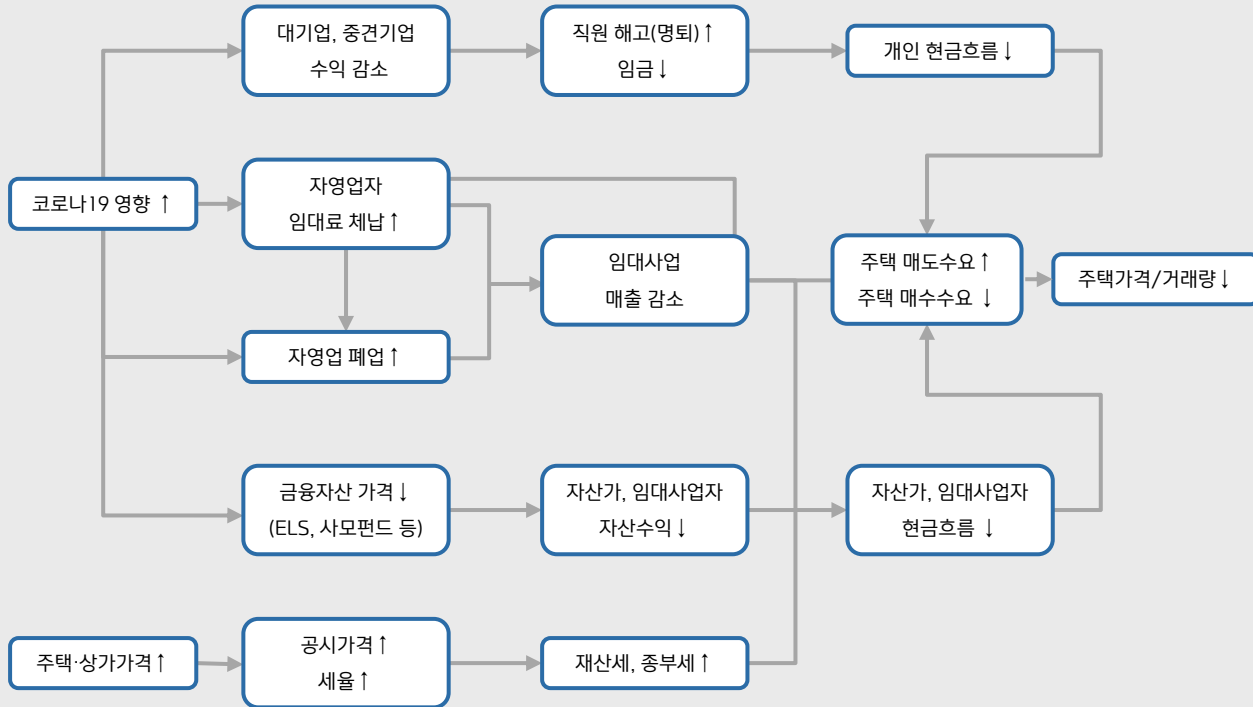 대기업, 중견기업
수익 감소
직원 해고(명퇴)↑
임금↓
개인 현금흐름↓
코로나19 영향 ↑
자영업자
임대료 체납↑
자영업 폐업↑
임대사업
매출 감소
주택 매도수요↑
주택 매수수요 ↓
주택가격/거래량↓
금융자산 가격↓
(ELS, 사모펀드 등)
자산가, 임대사업자
자산수익↓
자산가, 임대사업자
현금흐름 ↓
주택·상가가격↑
공시가격↑
세율↑
재산세, 종부세↑